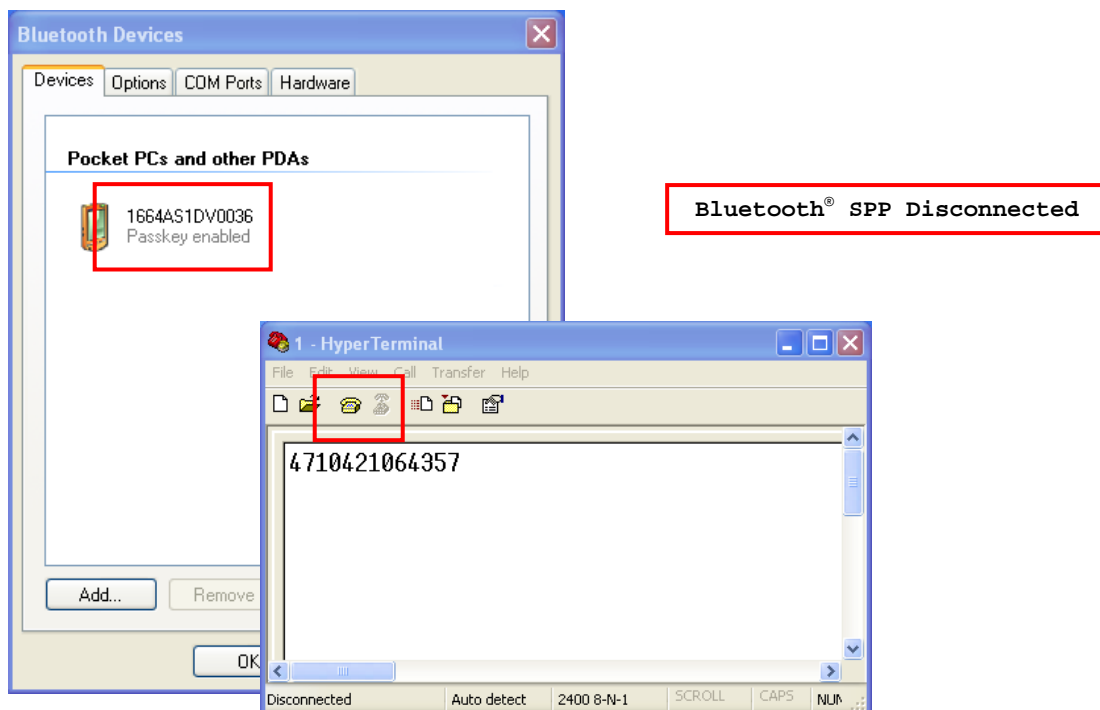 Bluetooth Devices
Devices Options COM Ports Hardware
Pocket PCs and other PDAs
1664AS1DV0036
Passkey enabled
Bluetooth® SPP Disconnected
1 - HyperTerminal
File Edit View Call Transfer Help
4710421064357
Add... Remove
OK
Disconnected Auto detect 2400 8-N-1 SCROLL CAPS NUM